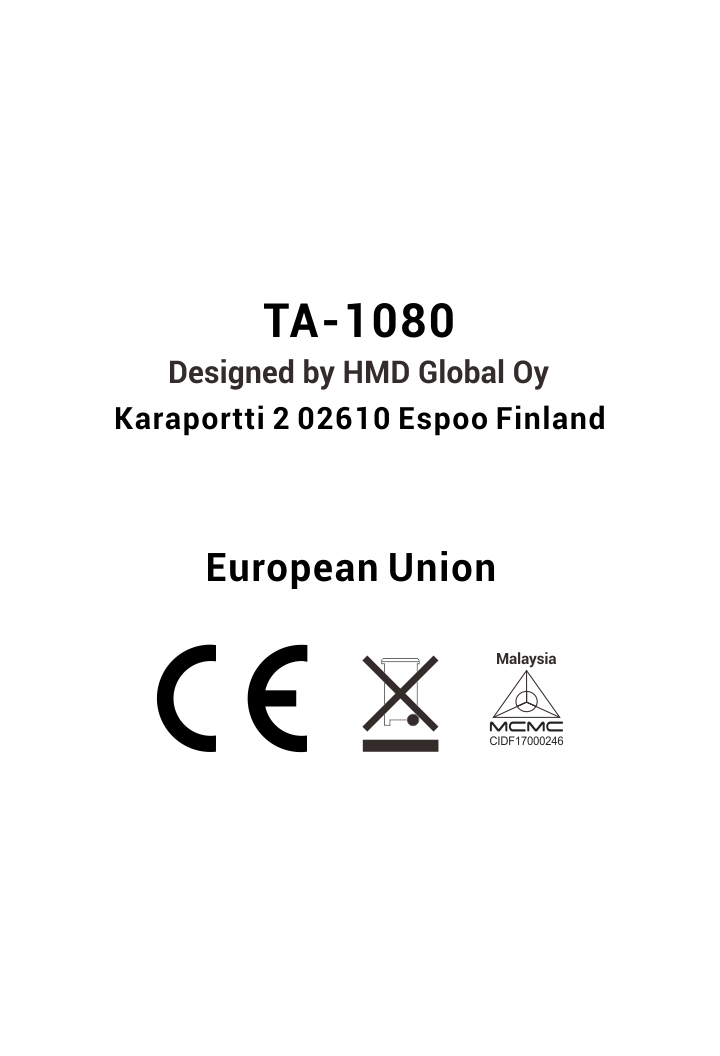 TA-1080
Designed by HMD Global Oy
Karaportti 2 02610 Espoo Finland
European Union
CE
Malaysia
MCMC
CIDF17000246